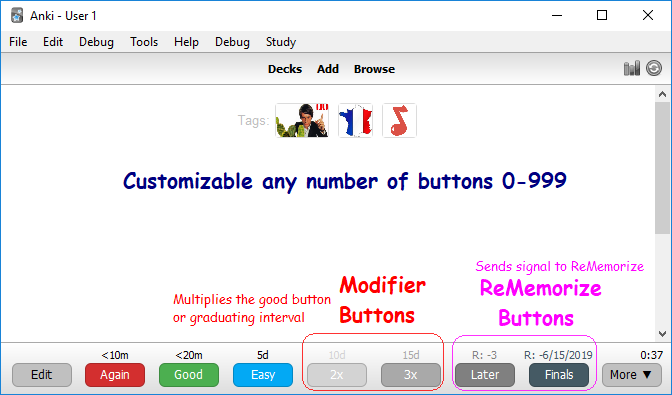 Anki - User 1
File Edit Debug Tools Help Debug Study
Decks Add Browse
Tags:
Customizable any number of buttons 0-999
Sends signal to ReMemorize
Multiplies the good button
or graduating interval
Modifier
Buttons
ReMemorize
Buttons
<10m <20m 5d 10d 15d R: -3 R: -6/15/2019 0:37
Edit Again Good Easy 2x 3x Later Finals More ▼